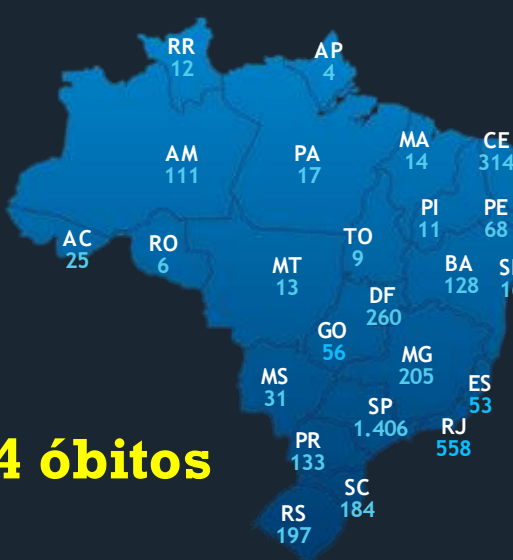 RR
12
AP
4
AM
111
PA
17
MA
14
CE
314
PI
11
PE
68
AC
25
RO
6
TO
9
MT
13
BA
128
DF
260
GO
56
MG
205
MS
31
ES
53
SP
1.406
RJ
558
PR
133
4 óbitos
SC
184
RS
197